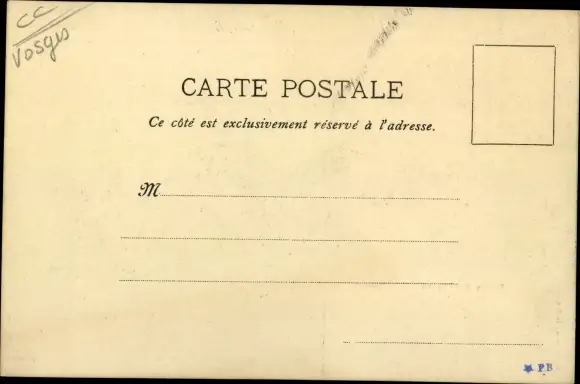 CC
Vosges
CARTE POSTALE
Ce côté est exclusivement réservé à l'adresse.
M
PB